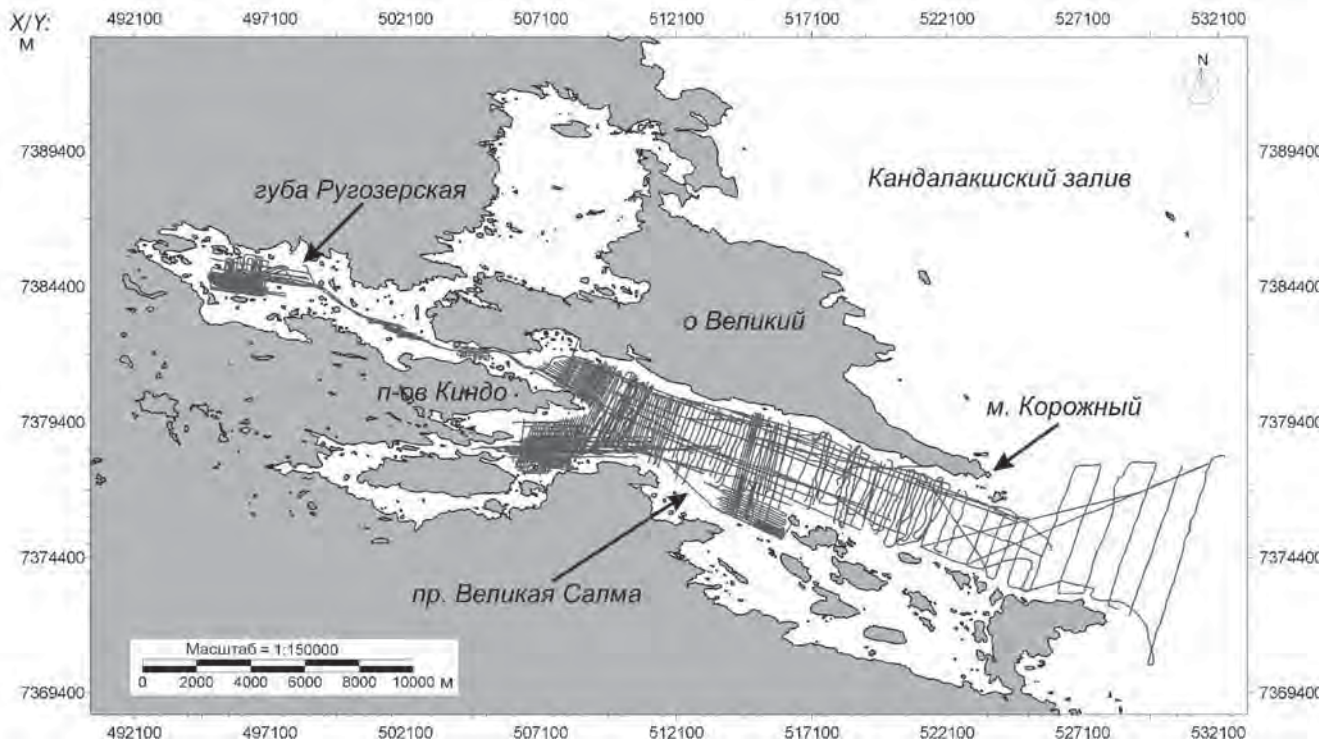 X/Y:
М
492100 497100 502100 507100 512100 517100 522100 527100 532100
N
7389400 7389400
Кандалакшский залив
губа Ругозерская
7384400 7384400
о Великий
п-ов Киндо
м. Корожный
7379400 7379400
7374400 7374400
пр. Великая Салма
Масштаб = 1:150000
0 2000 4000 6000 8000 10000 М
7369400 7369400
492100 497100 502100 507100 512100 517100 522100 527100 532100